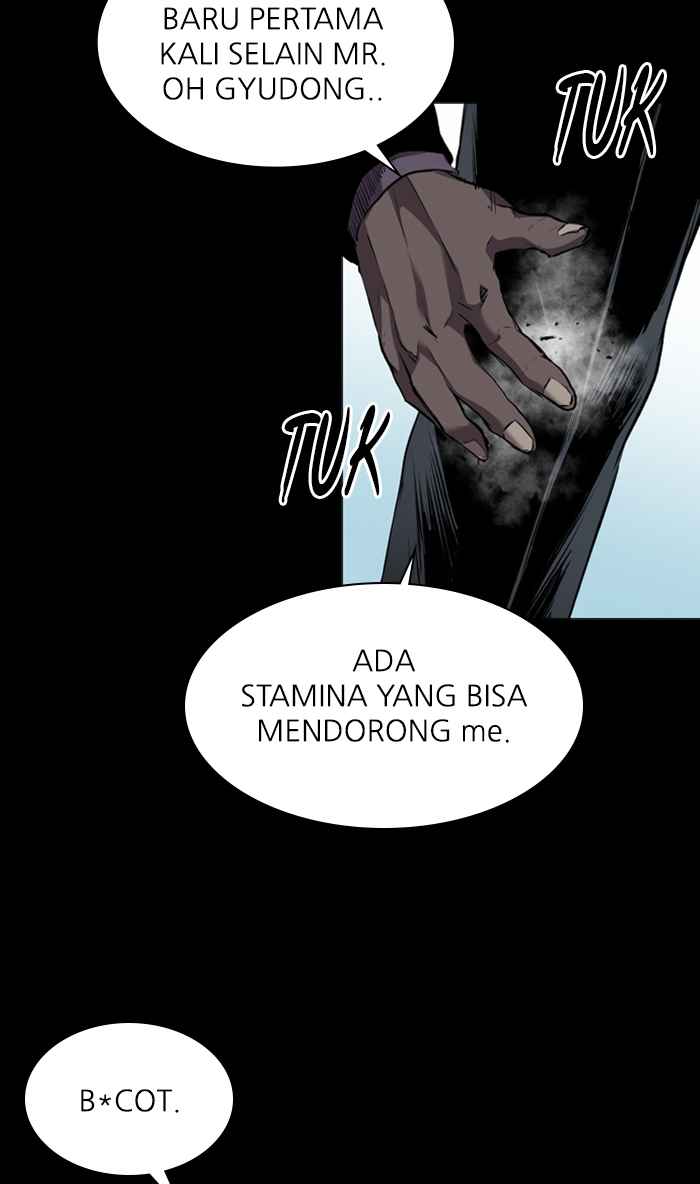 BARU PERTAMA
KALI SELAIN MR.
OH GYUDONG..
TUK
TUK
ADA
STAMINA YANG BISA
MENDORONG me.
B*COT.